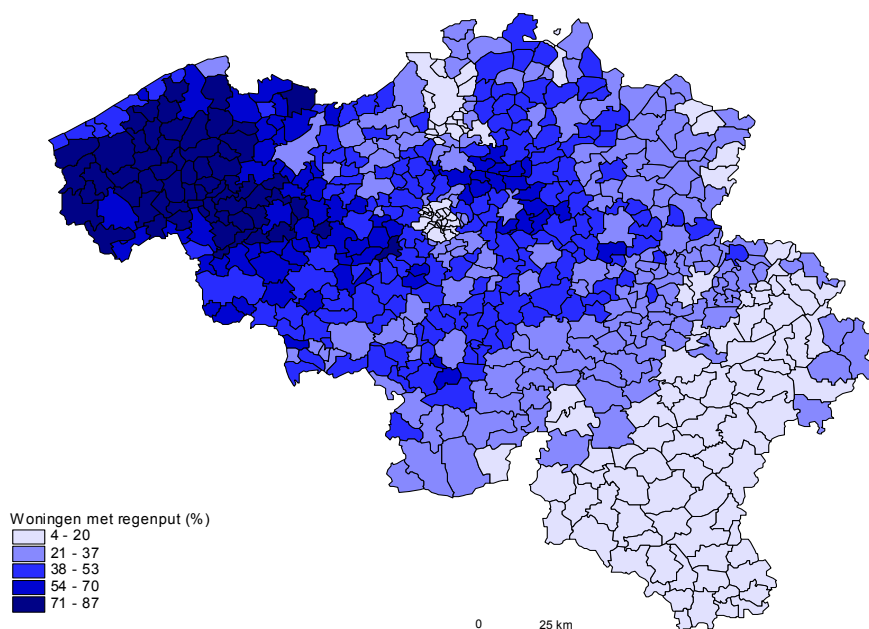 Woningen met regenput (%)
4 - 20
21 - 37
38 - 53
54 - 70
71 - 87
0 25 km